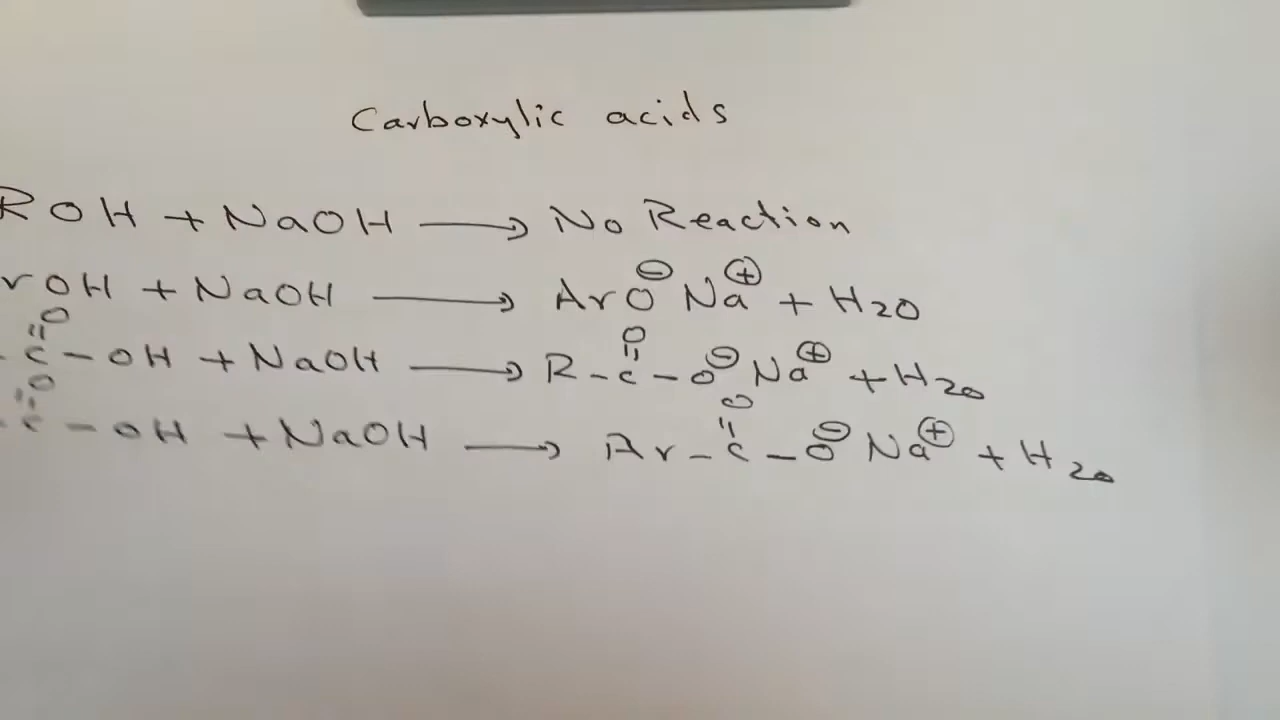 Carboxylic acids
ROH + NaOH ⟶ No Reaction
rOH + NaOH ⟶ ArO⊖ Na⊕ + H2O
O O
-C-OH + NaOH ⟶ R-C-O⊖ Na⊕ + H2O
O O
-C-OH + NaOH ⟶ Ar-C-O⊖ Na⊕ + H2O